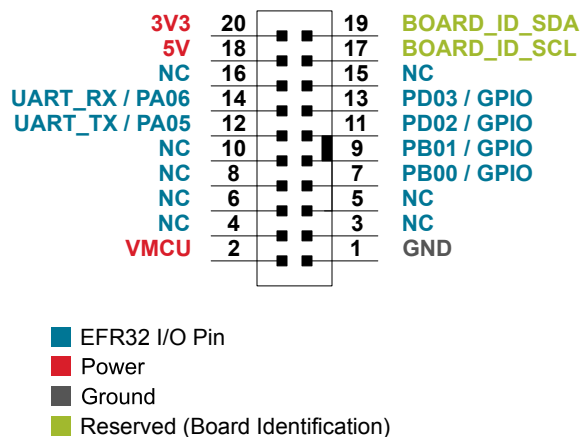 3V3 20 19 BOARD_ID_SDA
5V 18 17 BOARD_ID_SCL
NC 16 15 NC
UART_RX / PA06 14 13 PD03 / GPIO
UART_TX / PA05 12 11 PD02 / GPIO
NC 10 9 PB01 / GPIO
NC 8 7 PB00 / GPIO
NC 6 5 NC
NC 4 3 NC
VMCU 2 1 GND
EFR32 I/O Pin
Power
Ground
Reserved (Board Identification)